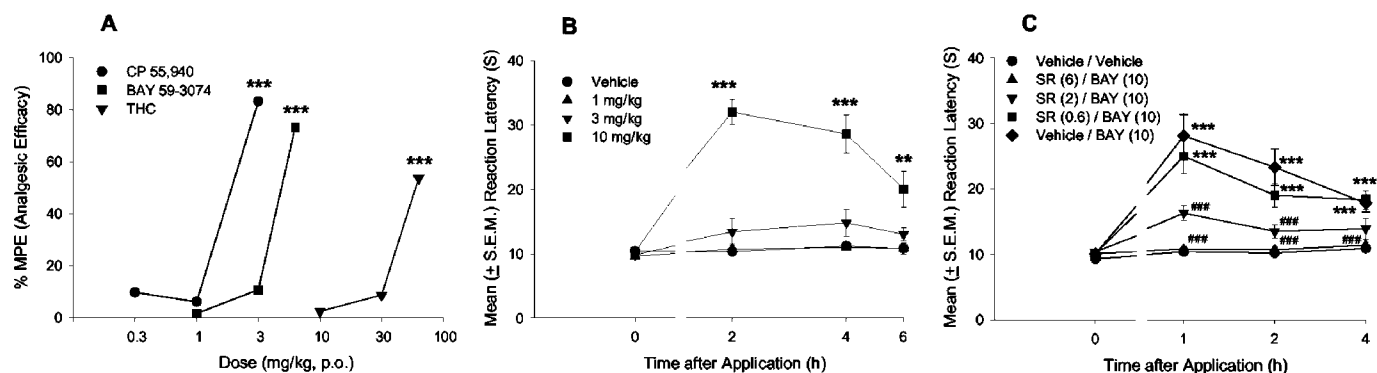 A
% MPE (Analgesic Efficacy)
100
80
60
40
20
0
CP 55,940
BAY 59-3074
THC
***
***
***
0.3
1
3
10
30
100
Dose (mg/kg, p.o.)
B
Mean (± S.E.M.) Reaction Latency (S)
40
30
20
10
0
Vehicle
1 mg/kg
3 mg/kg
10 mg/kg
***
***
**
0
2
4
6
Time after Application (h)
C
Mean (± S.E.M.) Reaction Latency (S)
40
30
20
10
0
Vehicle / Vehicle
SR (6) / BAY (10)
SR (2) / BAY (10)
SR (0.6) / BAY (10)
Vehicle / BAY (10)
***
***
***
***
***
***
###
###
###
###
###
0
1
2
4
Time after Application (h)